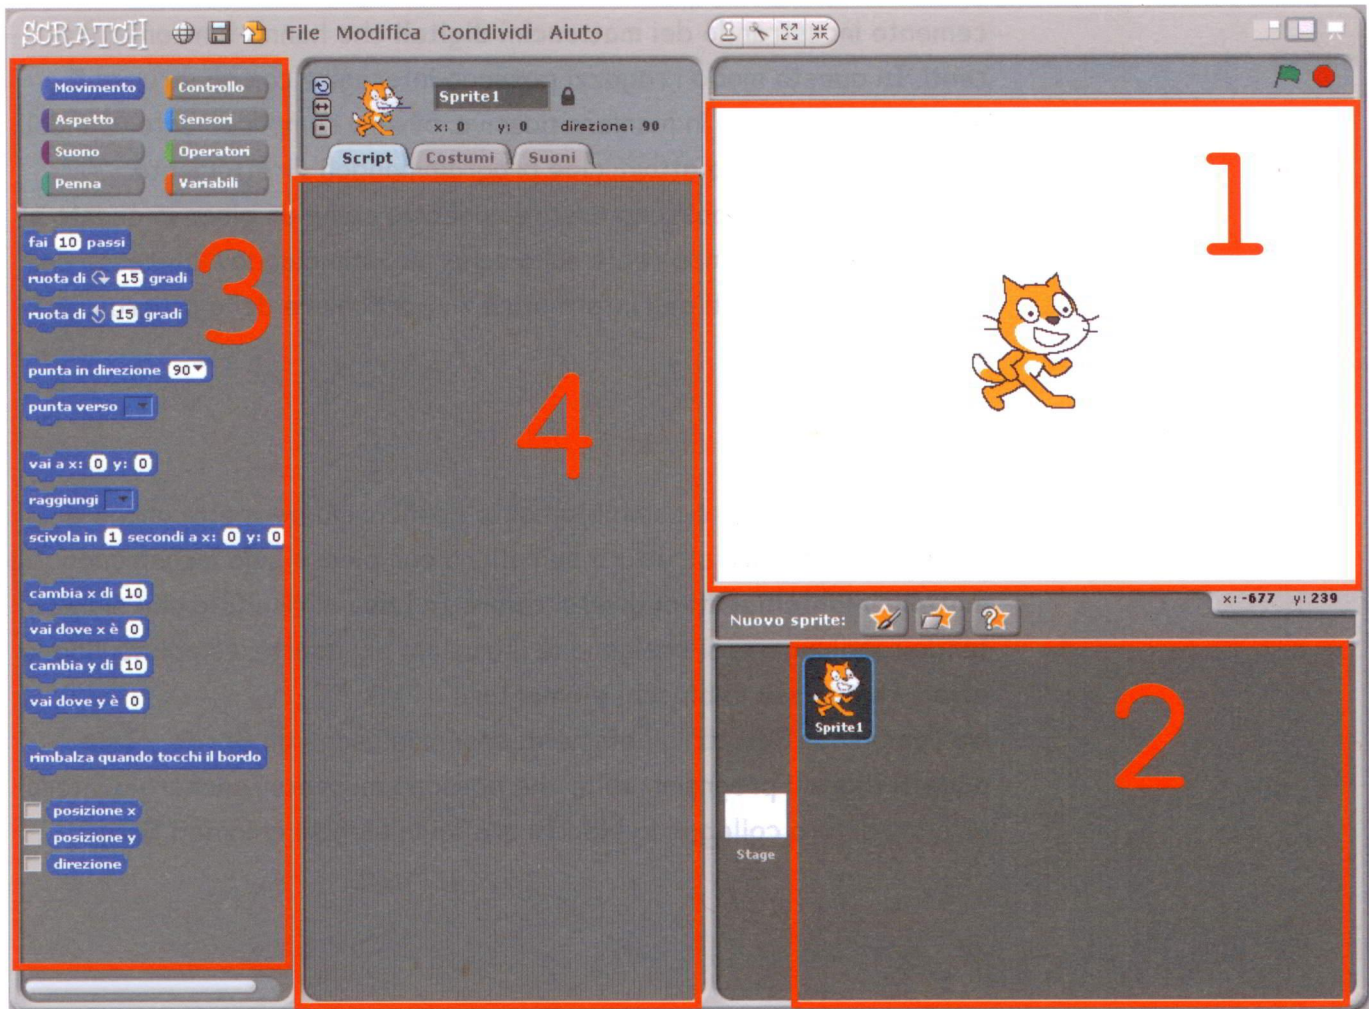 SCRATCH File Modifica Condividi Aiuto
Movimento Controllo
Aspetto Sensori
Suono Operatori
Penna Variabili
3
fai 10 passi
ruota di 15 gradi
ruota di 15 gradi
punta in direzione 90
punta verso
vai a x: 0 y: 0
raggiungi
scivola in 1 secondi a x: 0 y: 0
cambia x di 10
vai dove x è 0
cambia y di 10
vai dove y è 0
rimbalza quando tocchi il bordo
posizione x
posizione y
direzione
Sprite1
x: 0 y: 0 direzione: 90
Script Costumi Suoni
4
1
x: -677 y: 239
Nuovo sprite:
Sprite1
2
Stage